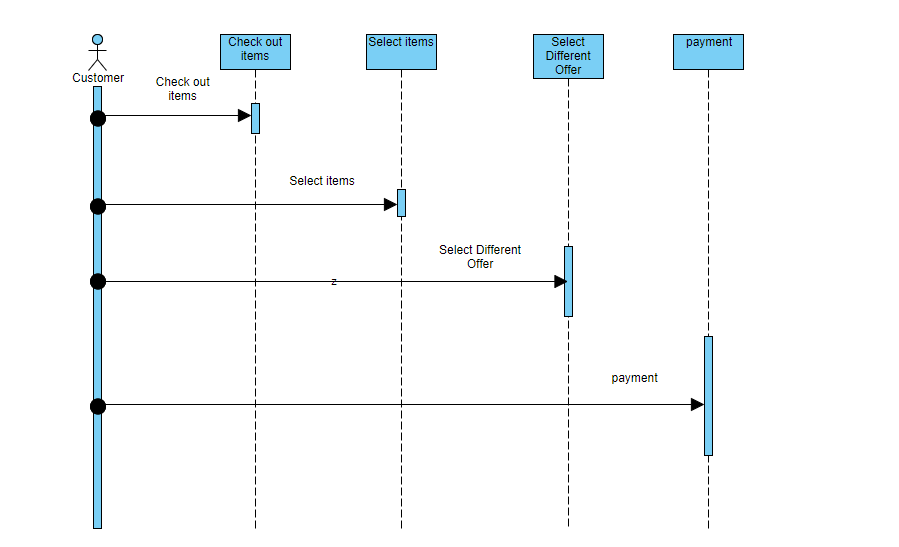 Check out
items
Select items
Select
Different
Offer
payment
Customer
Check out
items
Select items
Select Different
Offer
z
payment